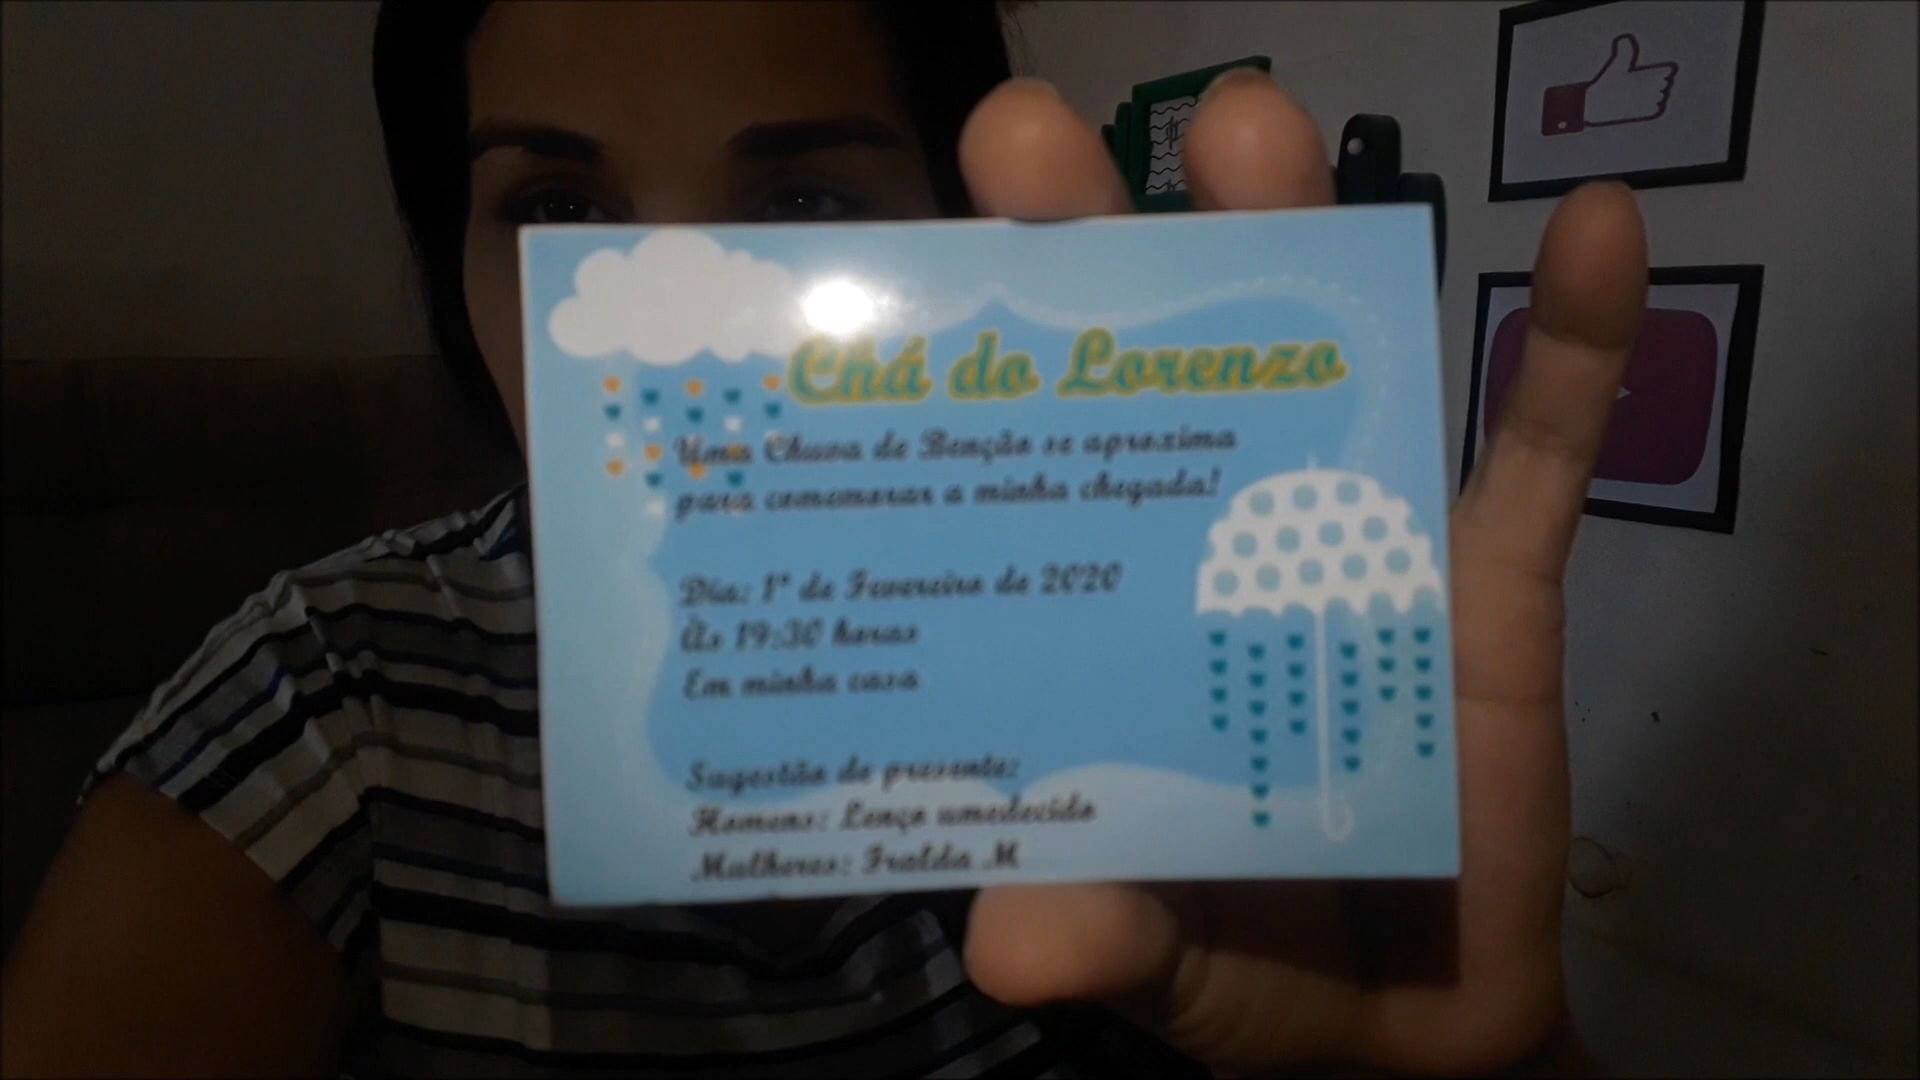 Chá do Lorenzo
Uma Chuva de Benção se aproxima
para comemorar a minha chegada!
Dia: 1º de Fevereiro de 2020
Às 19:30 horas
Em minha casa
Sugestão de presente:
Homens: Lenço umedecido
Mulheres: Fralda M